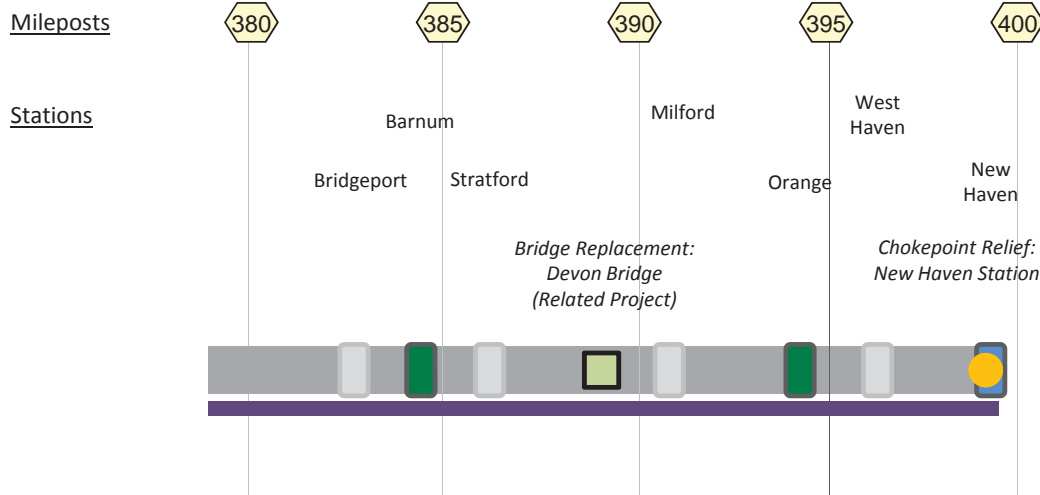 Mileposts
380
385
390
395
400
Stations
Barnum
Milford
West
Haven
Bridgeport
Stratford
Orange
New
Haven
Bridge Replacement:
Devon Bridge
(Related Project)
Chokepoint Relief:
New Haven Station